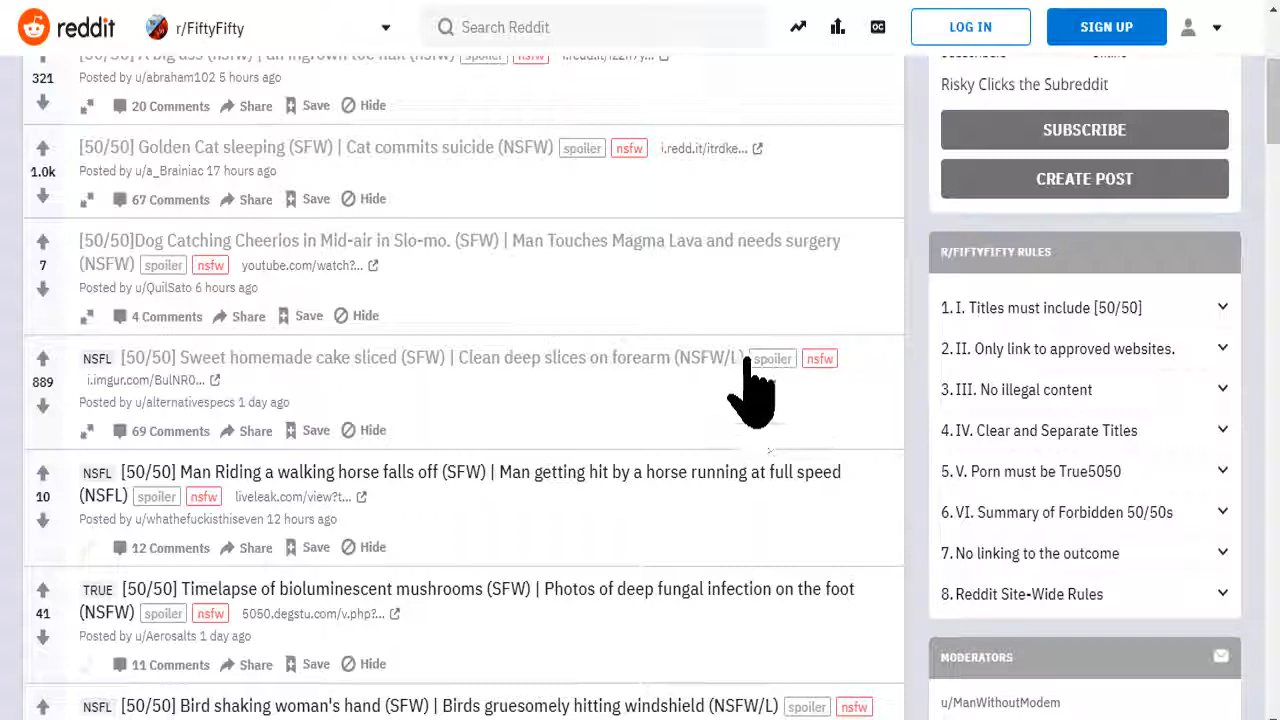 reddit
r/FiftyFifty
Search Reddit
LOG IN
SIGN UP
321
Posted by u/abraham102 5 hours ago
20 Comments Share Save Hide
[50/50] Golden Cat sleeping (SFW) | Cat commits suicide (NSFW) spoiler nsfw i.redd.it/itrdke...
1.0k
Posted by u/a_Brainiac 17 hours ago
67 Comments Share Save Hide
[50/50]Dog Catching Cheerios in Mid-air in Slo-mo. (SFW) | Man Touches Magma Lava and needs surgery
(NSFW) spoiler nsfw youtube.com/watch?...
7
Posted by u/QuilSato 6 hours ago
4 Comments Share Save Hide
NSFL [50/50] Sweet homemade cake sliced (SFW) | Clean deep slices on forearm (NSFW/L) spoiler nsfw
889
i.imgur.com/BulNR0...
Posted by u/alternativespecs 1 day ago
69 Comments Share Save Hide
NSFL [50/50] Man Riding a walking horse falls off (SFW) | Man getting hit by a horse running at full speed
(NSFL) spoiler nsfw liveleak.com/view?t...
10
Posted by u/whathefuckisthiseven 12 hours ago
12 Comments Share Save Hide
TRUE [50/50] Timelapse of bioluminescent mushrooms (SFW) | Photos of deep fungal infection on the foot
(NSFW) spoiler nsfw 5050.degstu.com/v.php?...
41
Posted by u/Aerosalts 1 day ago
11 Comments Share Save Hide
NSFL [50/50] Bird shaking woman's hand (SFW) | Birds gruesomely hitting windshield (NSFW/L) spoiler nsfw
Risky Clicks the Subreddit
SUBSCRIBE
CREATE POST
R/FIFTYFIFTY RULES
1. I. Titles must include [50/50]
2. II. Only link to approved websites.
3. III. No illegal content
4. IV. Clear and Separate Titles
5. V. Porn must be True5050
6. VI. Summary of Forbidden 50/50s
7. No linking to the outcome
8. Reddit Site-Wide Rules
MODERATORS
u/ManWithoutModem